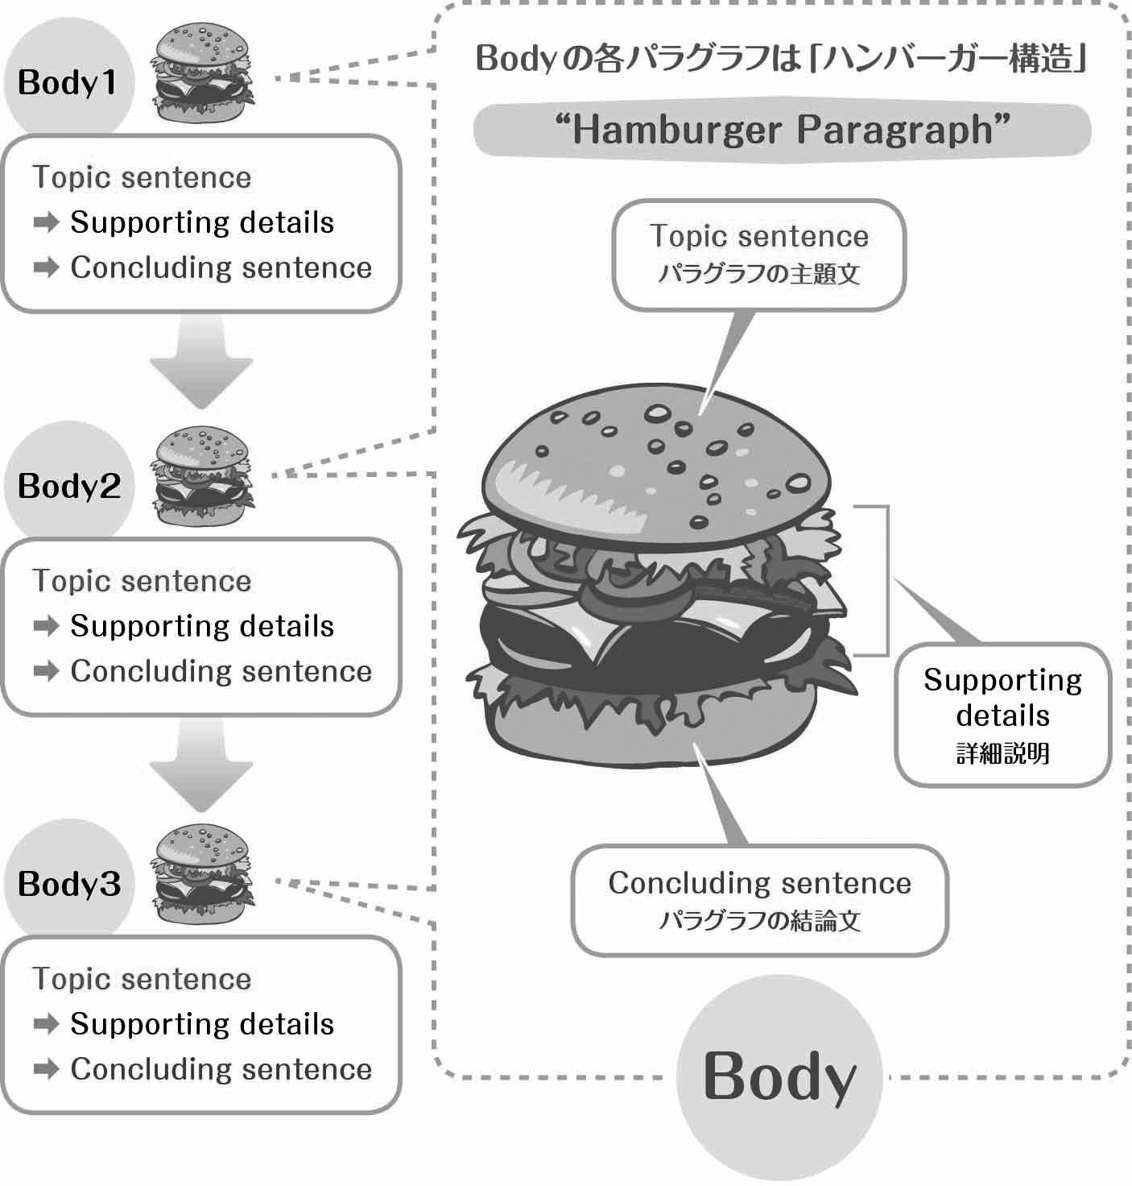 Body1
Topic sentence
➡ Supporting details
➡ Concluding sentence
Body2
Topic sentence
➡ Supporting details
➡ Concluding sentence
Body3
Topic sentence
➡ Supporting details
➡ Concluding sentence
Bodyの各パラグラフは「ハンバーガー構造」
“Hamburger Paragraph”
Topic sentence
パラグラフの主題文
Supporting
details
詳細説明
Concluding sentence
パラグラフの結論文
Body